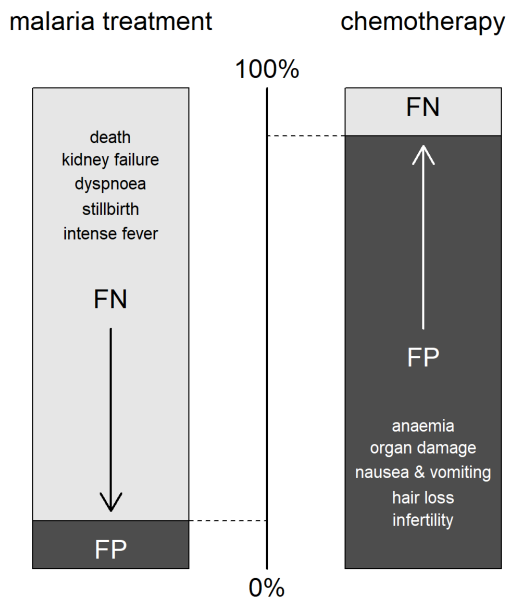 malaria treatment
chemotherapy
100%
death
kidney failure
dyspnoea
stillbirth
intense fever
FN
FP
FN
FP
anaemia
organ damage
nausea & vomiting
hair loss
infertility
0%